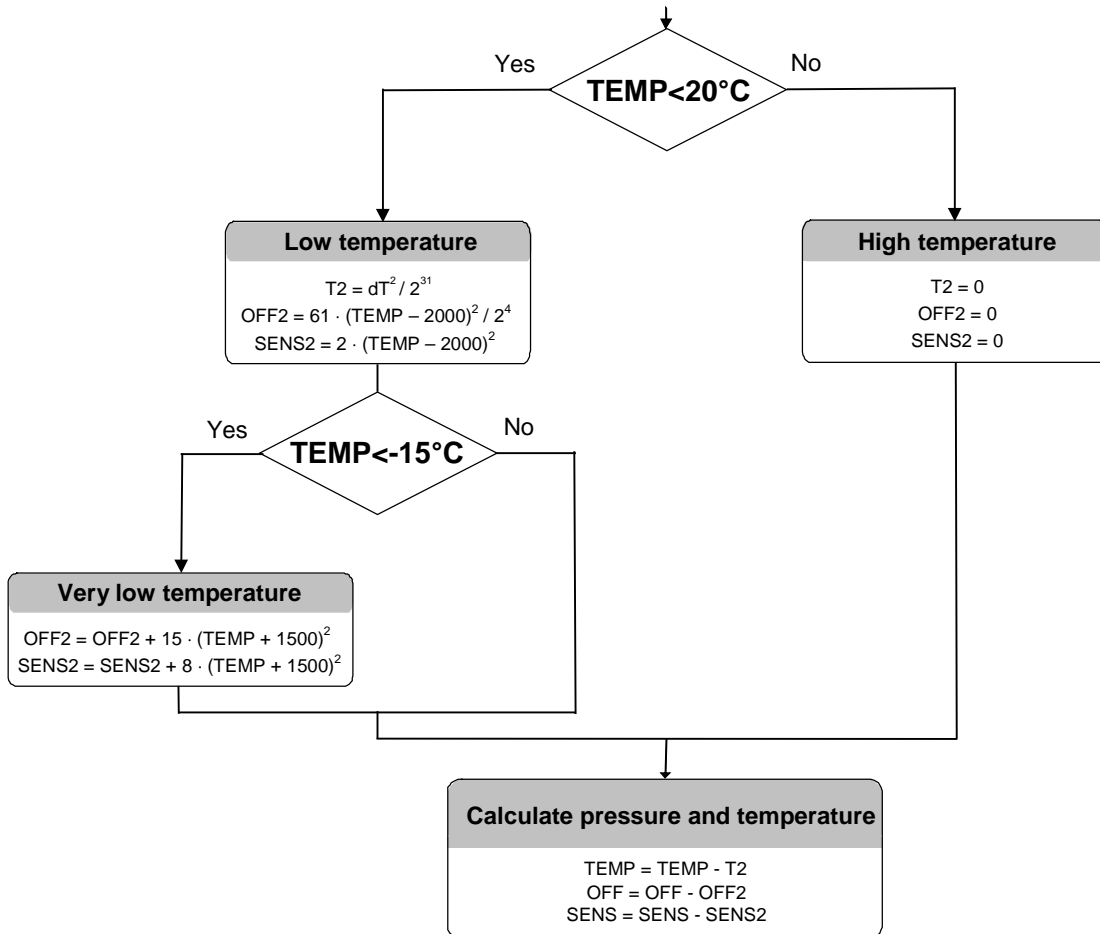 Yes
No
TEMP<20°C
Low temperature
T2 = dT² / 2³¹
OFF2 = 61 · (TEMP – 2000)² / 2⁴
SENS2 = 2 · (TEMP – 2000)²
High temperature
T2 = 0
OFF2 = 0
SENS2 = 0
Yes
No
TEMP<-15°C
Very low temperature
OFF2 = OFF2 + 15 · (TEMP + 1500)²
SENS2 = SENS2 + 8 · (TEMP + 1500)²
Calculate pressure and temperature
TEMP = TEMP - T2
OFF = OFF - OFF2
SENS = SENS - SENS2